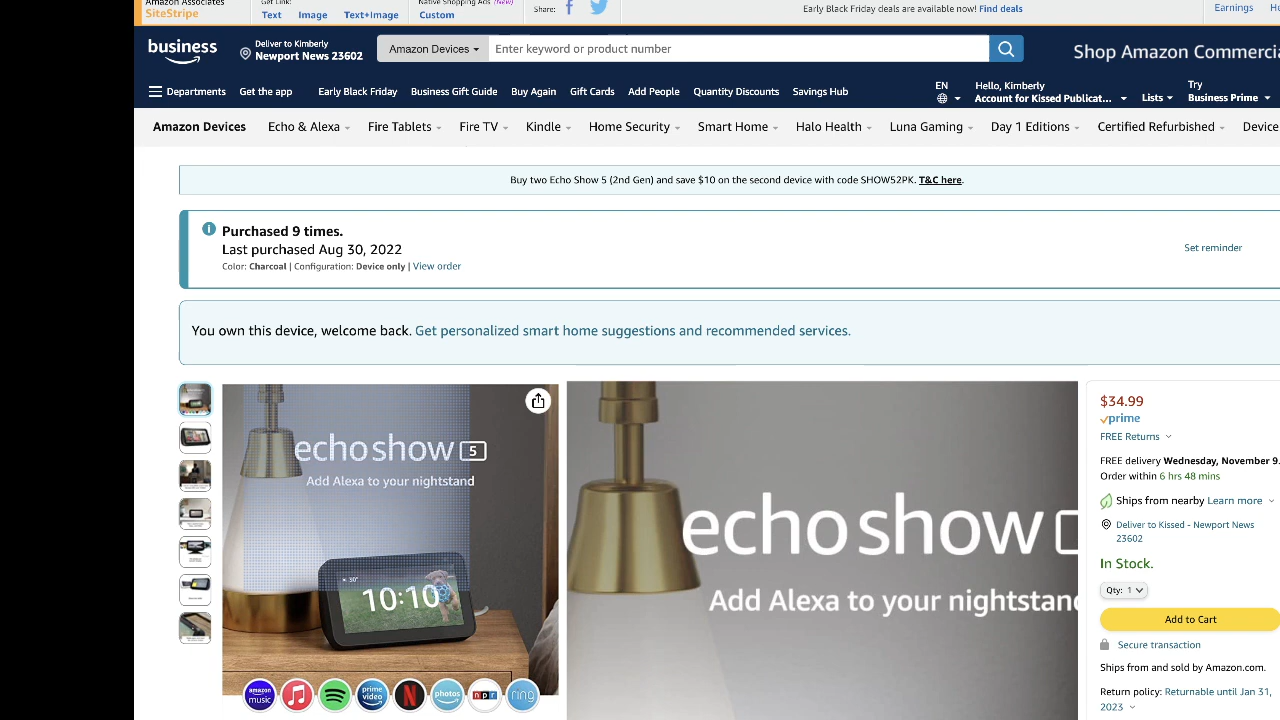 Amazon Associates
SiteStripe
Get Link:
Text Image Text+Image
Native Shopping Ads (New)
Custom
Share:
Early Black Friday deals are available now! Find deals
Earnings
business
Deliver to Kimberly
Newport News 23602
Amazon Devices
Enter keyword or product number
Shop Amazon Commercia
Departments Get the app Early Black Friday Business Gift Guide Buy Again Gift Cards Add People Quantity Discounts Savings Hub
EN
Hello, Kimberly
Account for Kissed Publicat...
Lists
Try
Business Prime
Amazon Devices Echo & Alexa Fire Tablets Fire TV Kindle Home Security Smart Home Halo Health Luna Gaming Day 1 Editions Certified Refurbished Device
Buy two Echo Show 5 (2nd Gen) and save $10 on the second device with code SHOW52PK. T&C here.
Purchased 9 times.
Last purchased Aug 30, 2022
Color: Charcoal | Configuration: Device only | View order
Set reminder
You own this device, welcome back. Get personalized smart home suggestions and recommended services.
echo show 5
Add Alexa to your nightstand
30°
10:10
amazon music
prime video
N
photos
npr
ring
echo show
Add Alexa to your nightstand
$34.99
prime
FREE Returns
FREE delivery Wednesday, November 9.
Order within 6 hrs 48 mins
Ships from nearby Learn more
Deliver to Kissed - Newport News
23602
In Stock.
Qty: 1
Add to Cart
Secure transaction
Ships from and sold by Amazon.com.
Return policy: Returnable until Jan 31,
2023